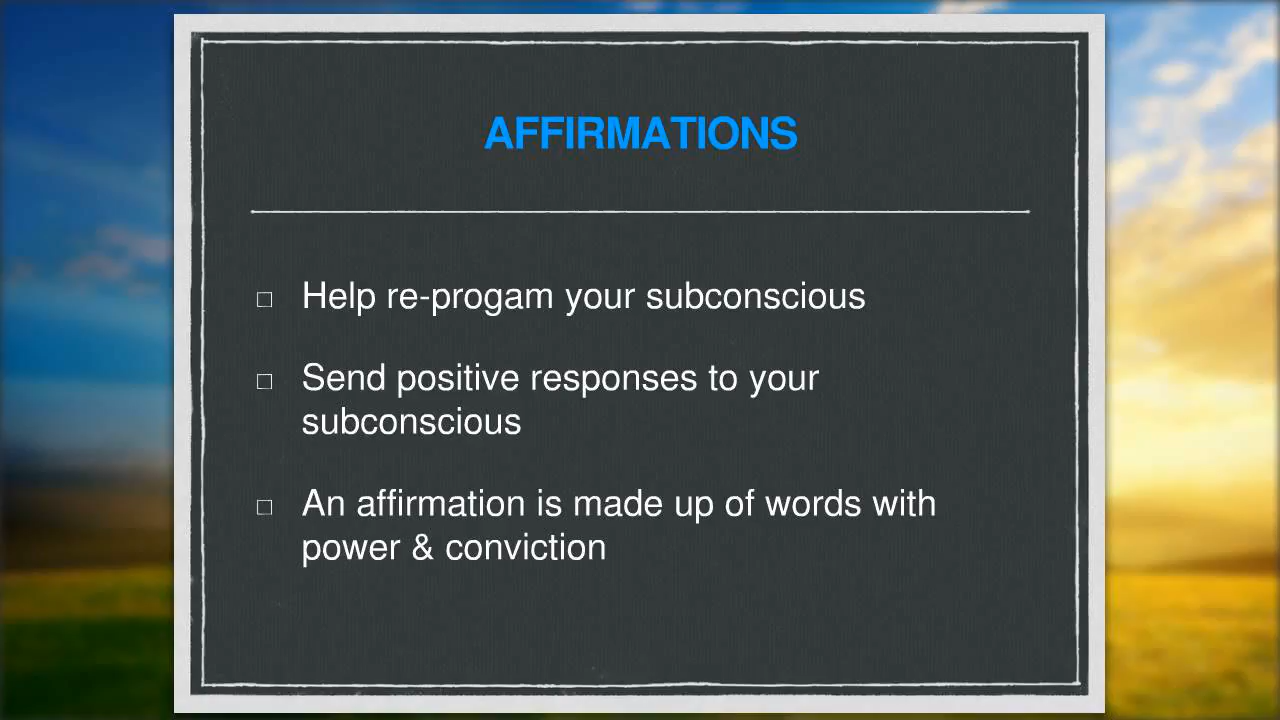 AFFIRMATIONS
Help re-progam your subconscious
Send positive responses to your
subconscious
An affirmation is made up of words with
power & conviction